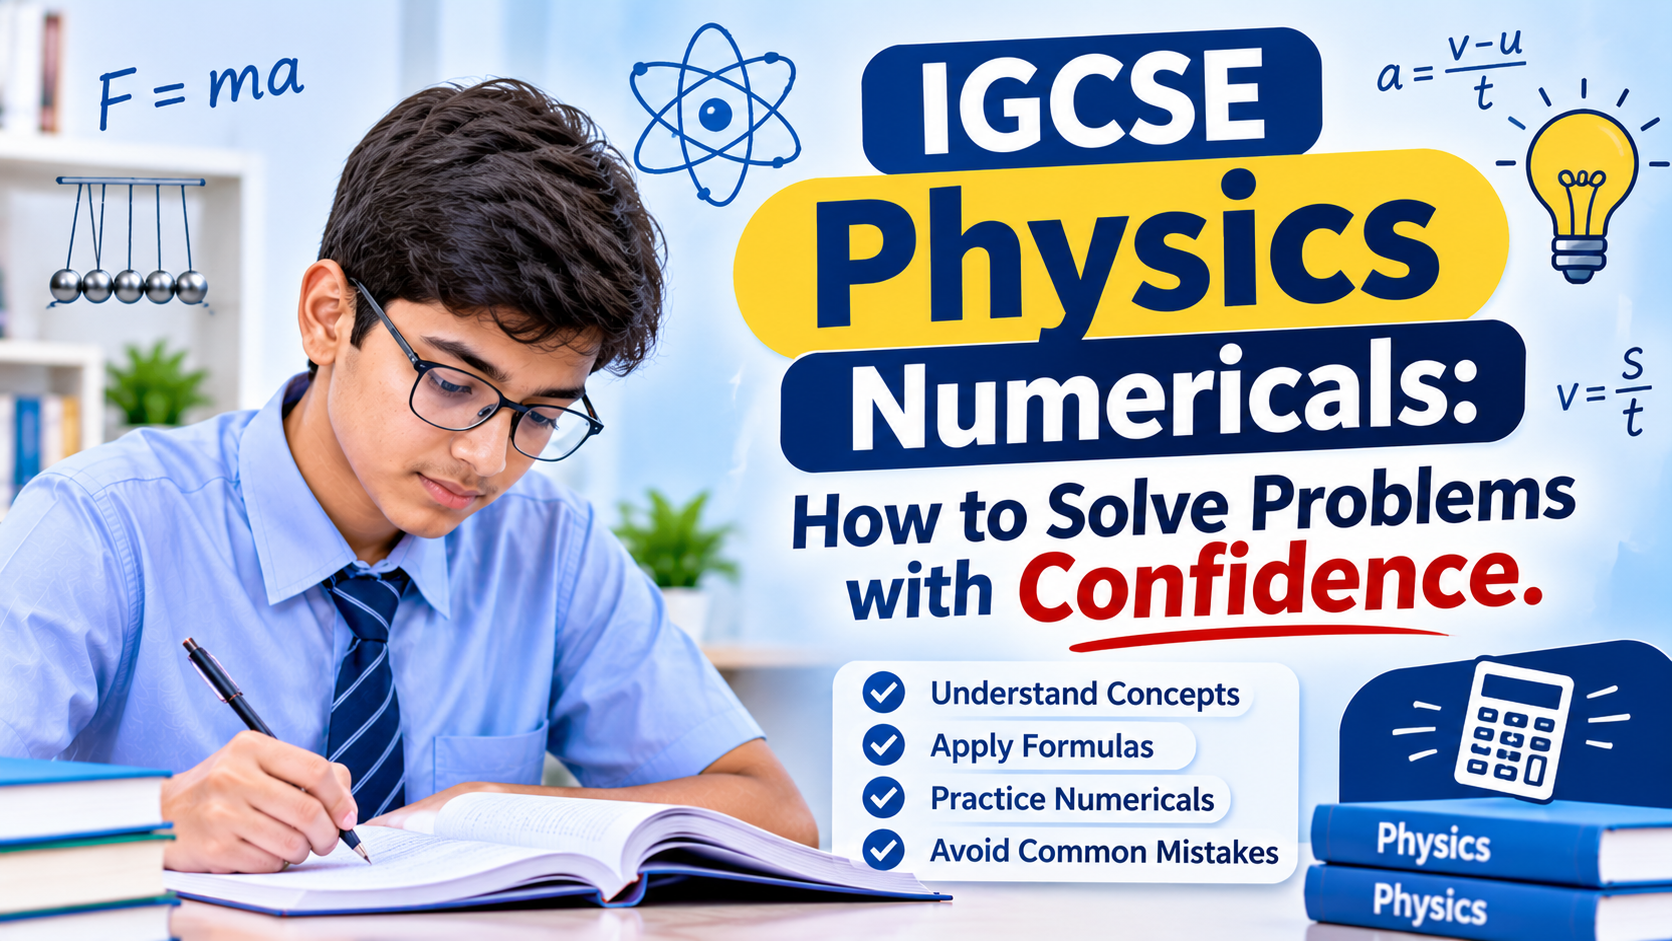 F = ma
IGCSE
Physics
Numericals:
How to Solve Problems
with Confidence.
a = v-u
t
v = s
t
Understand Concepts
Apply Formulas
Practice Numericals
Avoid Common Mistakes
Physics
Physics